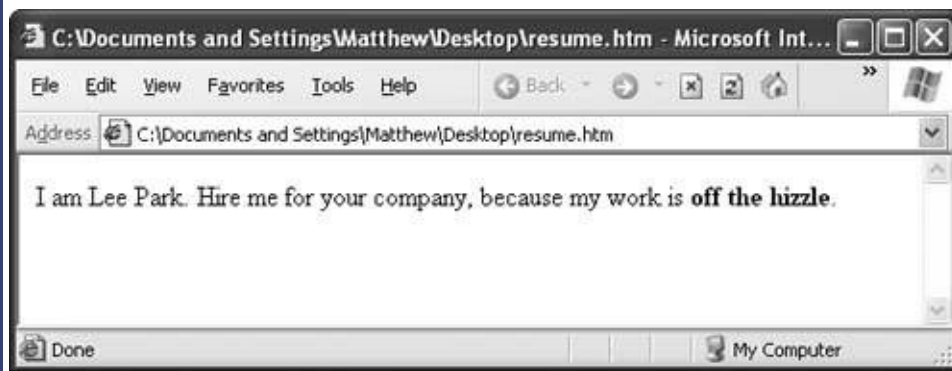 C:\Documents and Settings\Matthew\Desktop\resume.htm - Microsoft Int...
File Edit View Favorites Tools Help Back »
Address C:\Documents and Settings\Matthew\Desktop\resume.htm
I am Lee Park. Hire me for your company, because my work is off the hizzle.
Done My Computer